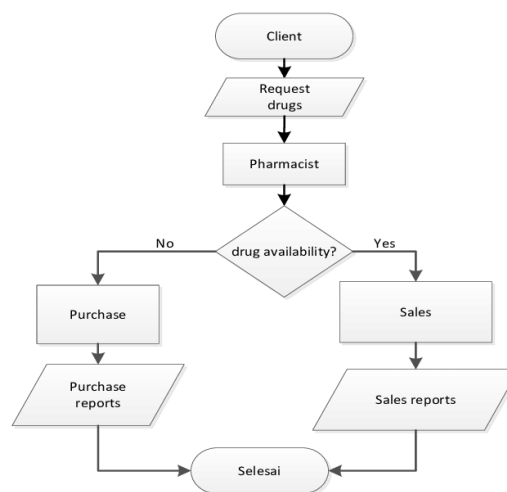 Client
Request
drugs
Pharmacist
drug availability?
No
Yes
Purchase
Sales
Purchase
reports
Sales reports
Selesai